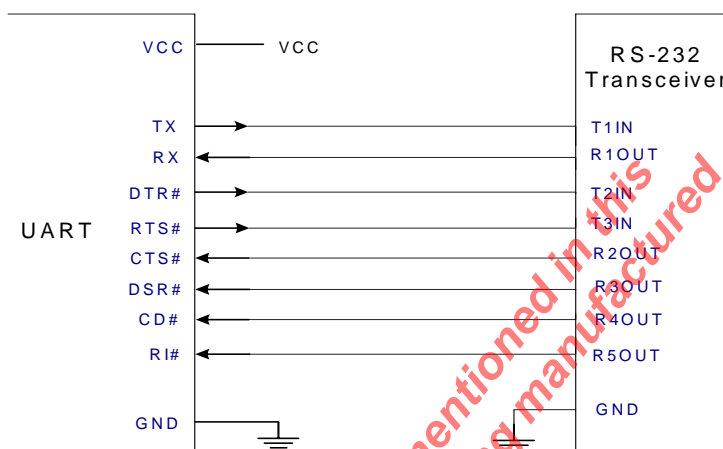 VCC
VCC
RS-232
Transceiver
TX
T1IN
RX
R1OUT
DTR#
T2IN
UART
RTS#
T3IN
CTS#
R2OUT
DSR#
R3OUT
CD#
R4OUT
RI#
R5OUT
GND
GND
mentioned in this
manufactured